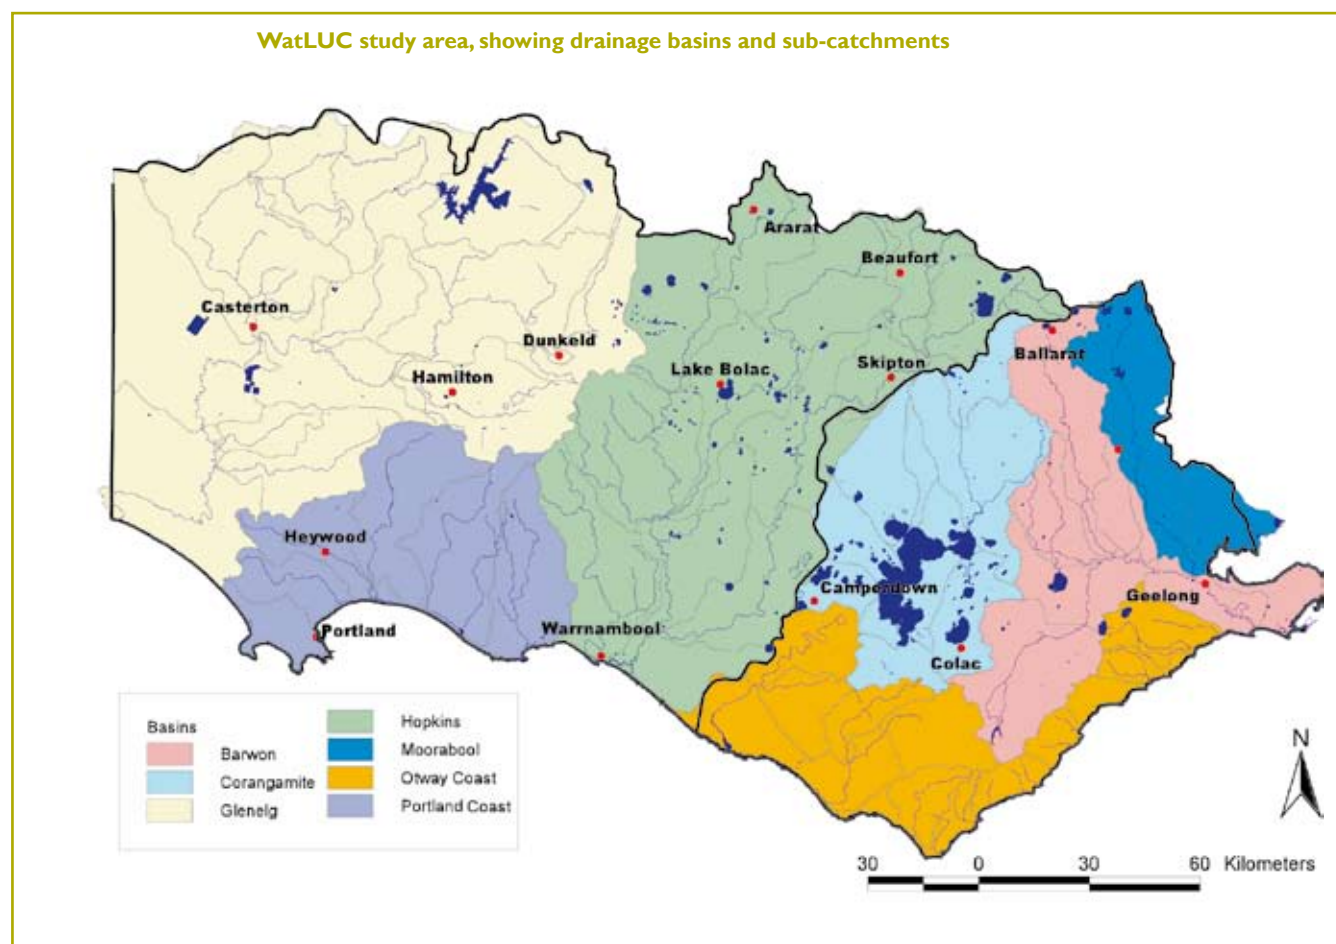 WatLUC study area, showing drainage basins and sub-catchments
Ararat
Beaufort
Casterton
Dunkeld
Ballarat
Lake Bolac
Skipton
Hamilton
Heywood
Camperdown
Geelong
Portland
Warrnambool
Colac
Basins
Barwon
Corangamite
Glenelg
Hopkins
Moorabool
Otway Coast
Portland Coast
N
30 0 60 Kilometers